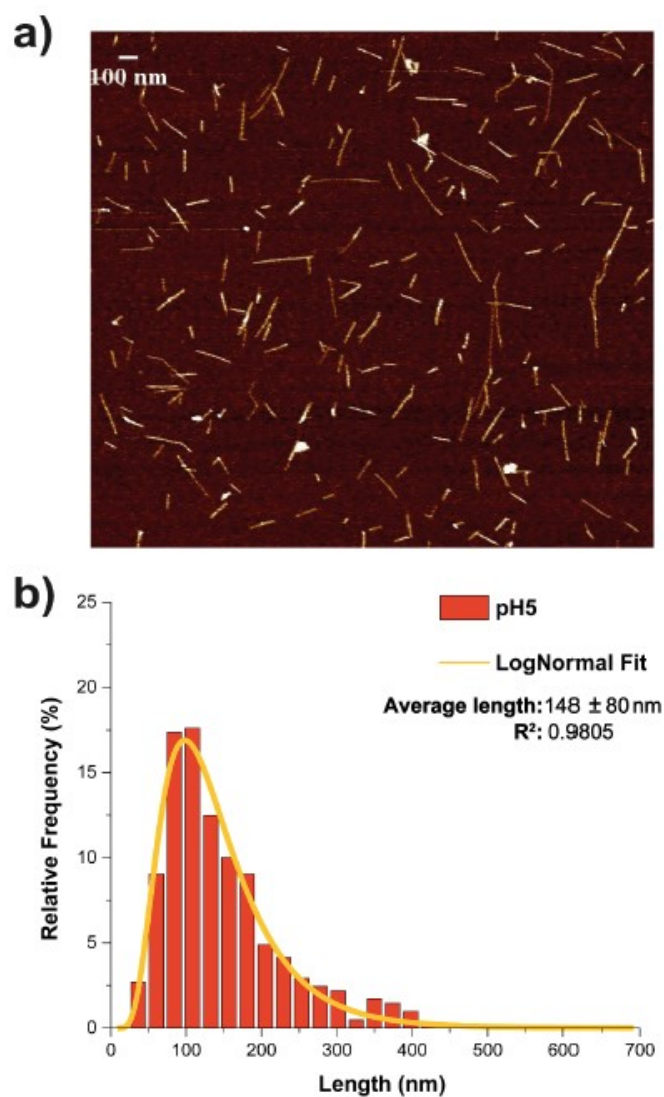 a)
100 nm
b)
25
20
15
10
5
0
Relative Frequency (%)
pH5
LogNormal Fit
Average length: 148 ± 80 nm
R²: 0.9805
0 100 200 300 400 500 600 700
Length (nm)